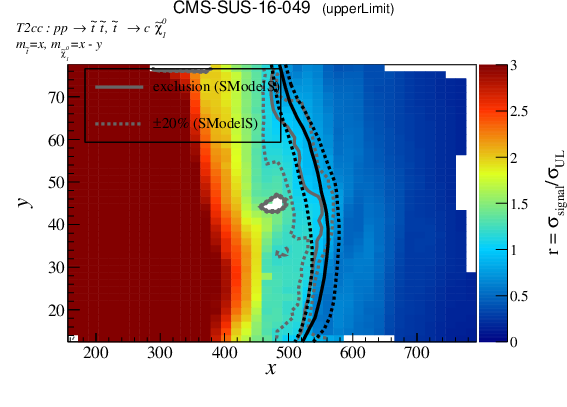 CMS-SUS-16-049 (upperLimit)
T2cc : pp → t̃ t̃, t̃ → c χ̃⁰₁
m_t̃=x, m_χ̃⁰₁=x - y
exclusion (SModelS)
±20% (SModelS)
y
70
60
50
40
30
20
200 300 400 500 600 700
x
3
2.5
2
1.5
1
0.5
0
r = σ_signal/σ_UL